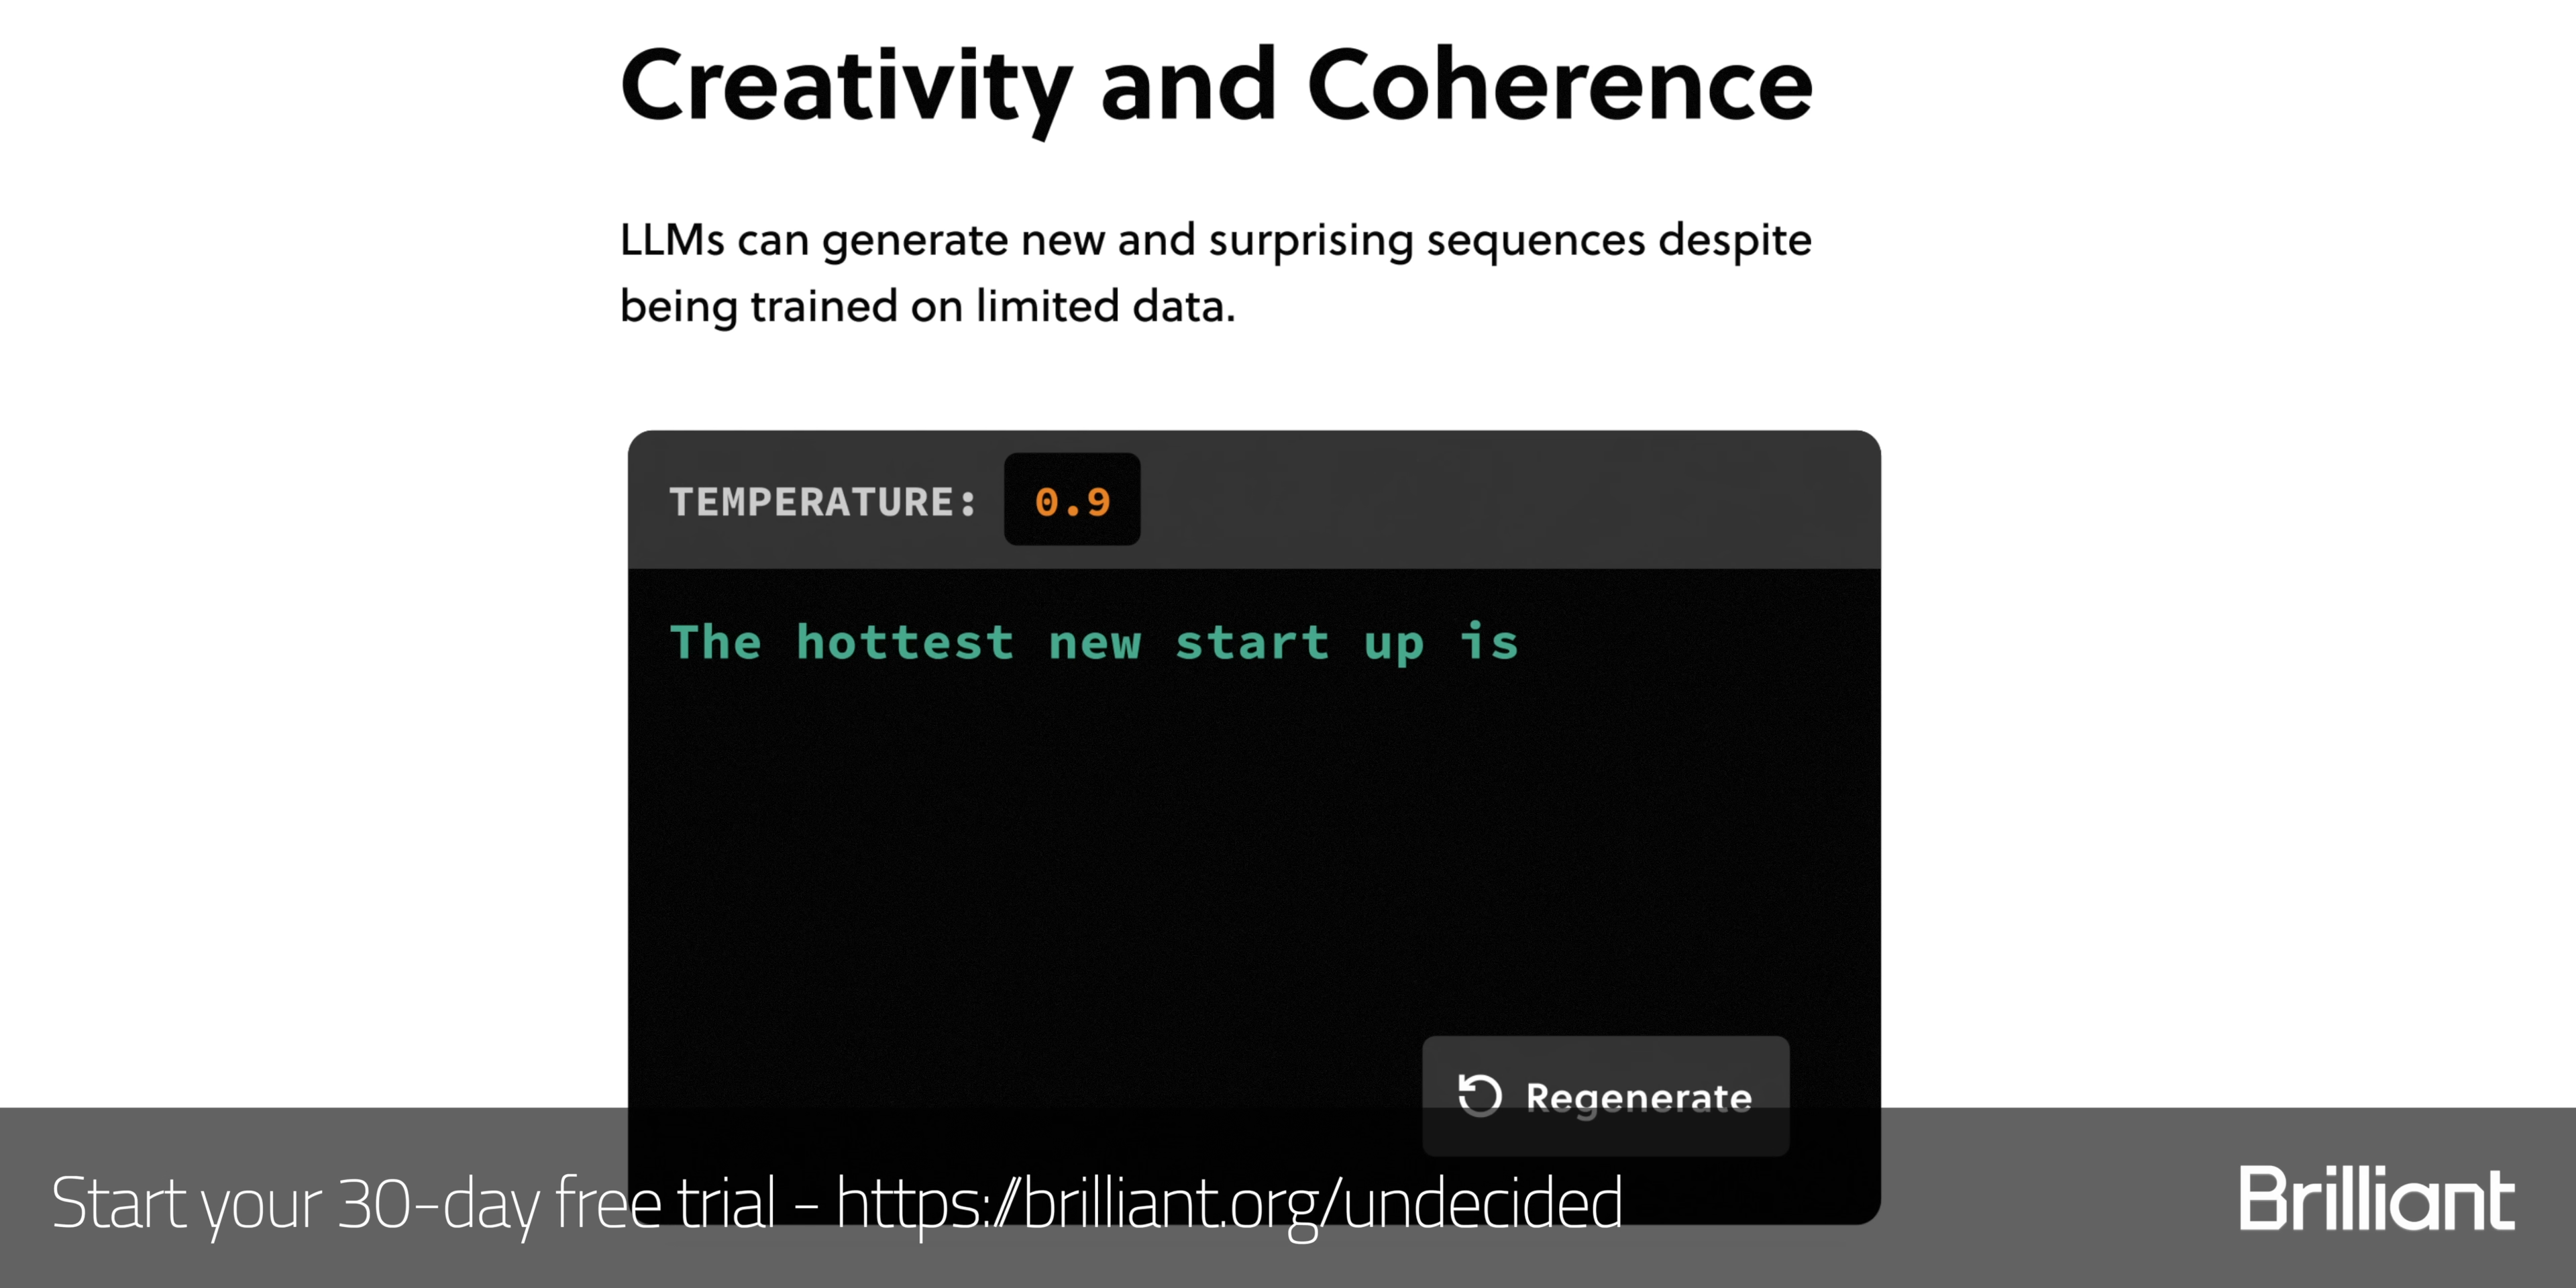 Creativity and Coherence
LLMs can generate new and surprising sequences despite
being trained on limited data.
TEMPERATURE: 0.9
The hottest new start up is
Regenerate
Start your 30-day free trial - https://brilliant.org/undecided
Brilliant